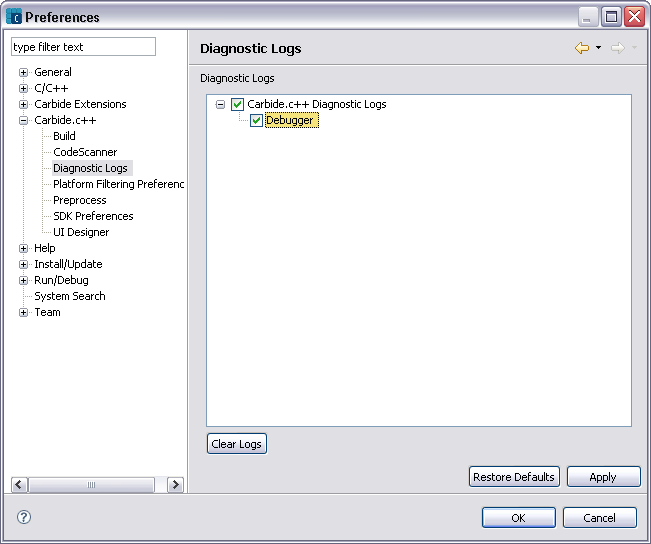 Preferences
type filter text
General
C/C++
Carbide Extensions
Carbide.c++
Build
CodeScanner
Diagnostic Logs
Platform Filtering Preferenc
Preprocess
SDK Preferences
UI Designer
Help
Install/Update
Run/Debug
System Search
Team
Diagnostic Logs
Diagnostic Logs
Carbide.c++ Diagnostic Logs
Debugger
Clear Logs
Restore Defaults
Apply
OK
Cancel